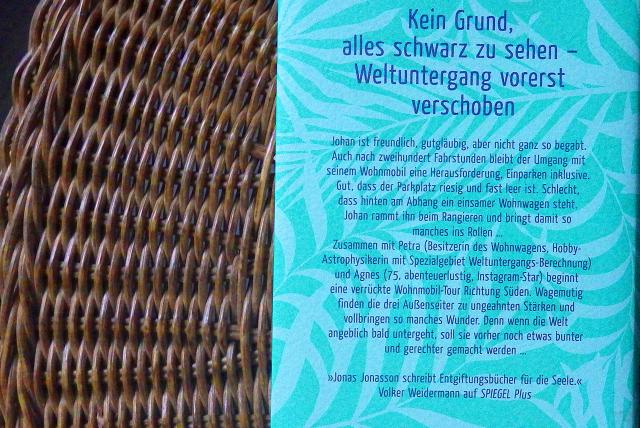 Kein Grund,
alles schwarz zu sehen –
Weltuntergang vorerst
verschoben
Johan ist freundlich, gutgläubig, aber nicht ganz so begabt.
Auch nach zweihundert Fahrstunden bleibt der Umgang mit
seinem Wohnmobil eine Herausforderung, Einparken inklusive.
Gut, dass der Parkplatz riesig und fast leer ist. Schlecht,
dass hinten am Abhang ein einsamer Wohnwagen steht.
Johan rammt ihn beim Rangieren und bringt damit so
manches ins Rollen ...
Zusammen mit Petra (Besitzerin des Wohnwagens, Hobby-
Astrophysikerin mit Spezialgebiet Weltuntergangs-Berechnung)
und Agnes (75, abenteuerlustig, Instagram-Star) beginnt
eine verrückte Wohnmobil-Tour Richtung Süden. Wagemutig
finden die drei Außenseiter zu ungeahnten Stärken und
vollbringen so manches Wunder. Denn wenn die Welt
angeblich bald untergeht, soll sie vorher noch etwas bunter
und gerechter gemacht werden ...
»Jonas Jonasson schreibt Entgiftungsbücher für die Seele.«
Volker Weidermann auf SPIEGEL Plus